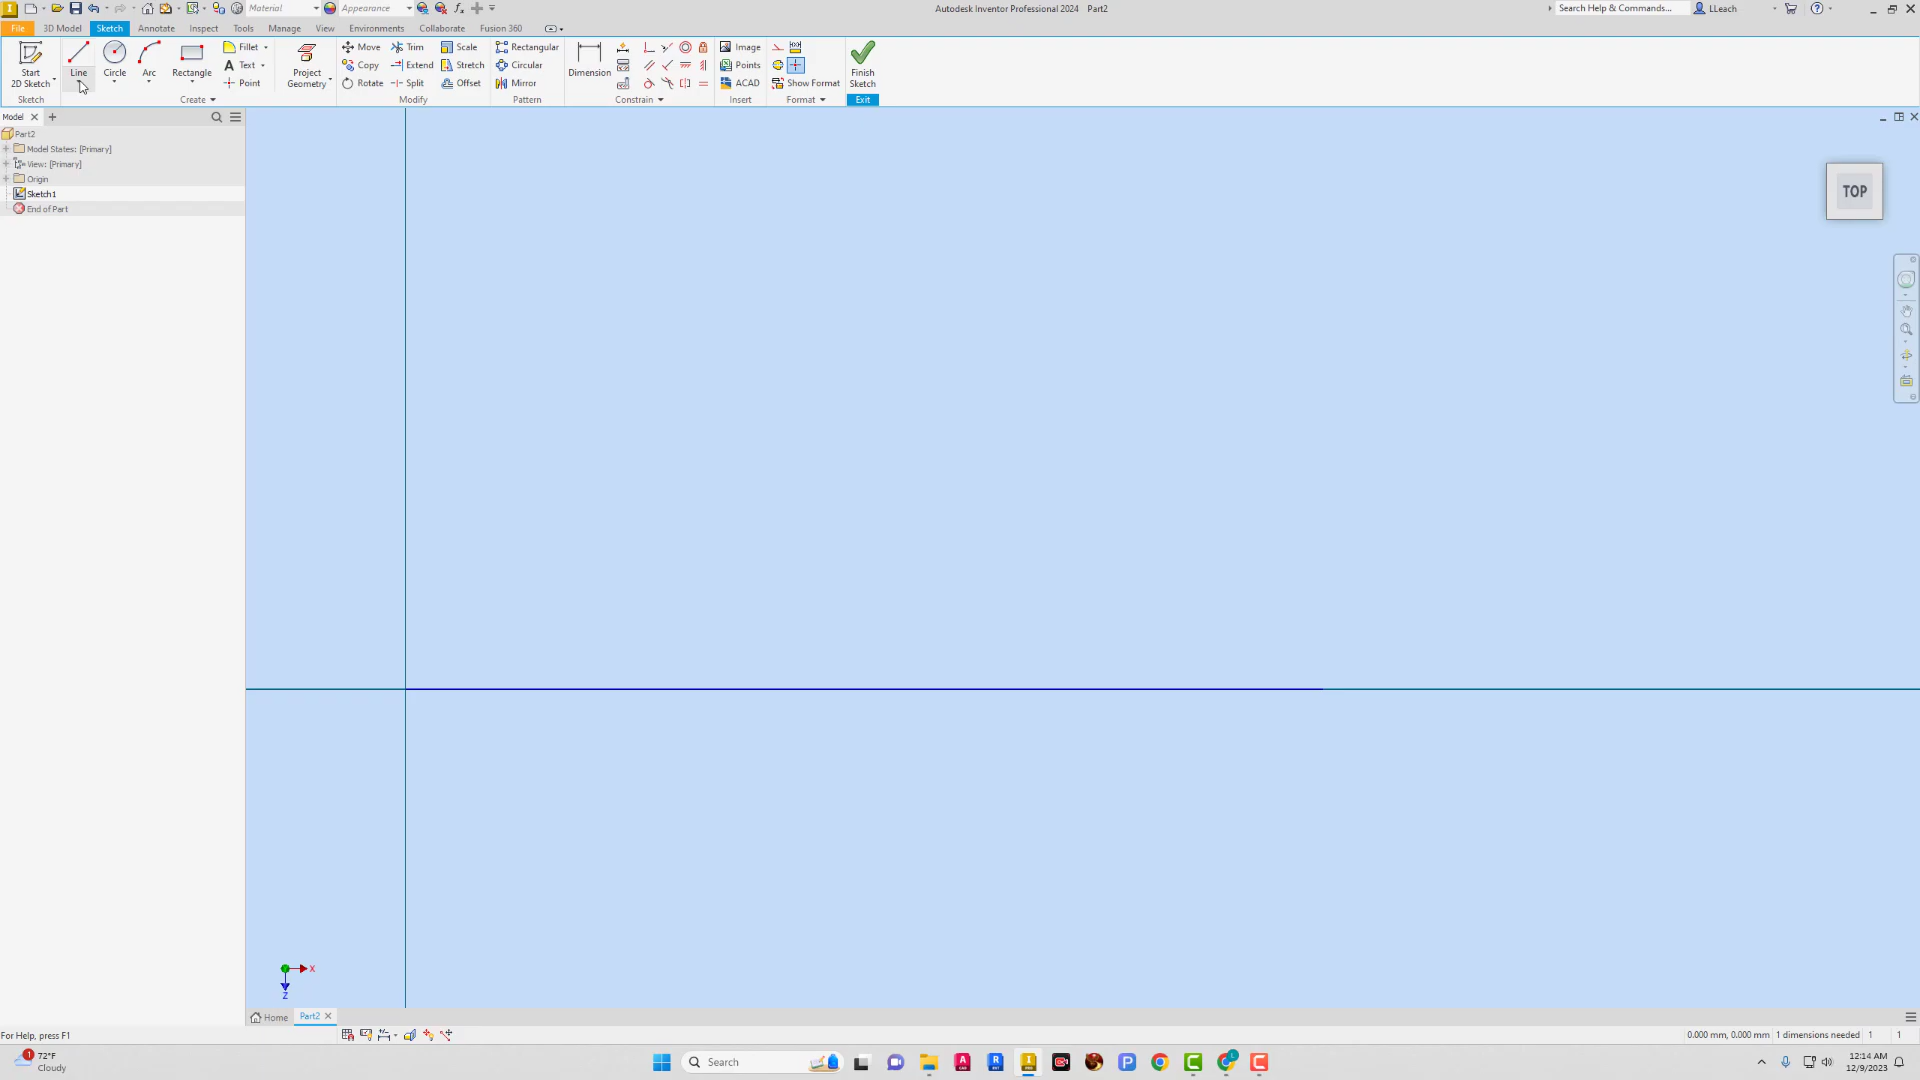 Material Appearance Autodesk Inventor Professional 2024 Part2 Search Help & Commands... LLeach
File 3D Model Sketch Annotate Inspect Tools Manage View Environments Collaborate Fusion 360
Start 2D Sketch Line Circle Arc Rectangle Fillet Text Point Project Geometry
Move Trim Scale Rectangular
Copy Extend Stretch Circular
Rotate Split Offset Mirror
Dimension Image Points ACAD Show Format Finish Sketch
Sketch Create Modify Pattern Constrain Insert Format Exit
Model
Part2
Model States: [Primary]
View: [Primary]
Origin
Sketch1
End of Part
TOP
X
Z
Home Part2
For Help, press F1 0.000 mm, 0.000 mm 1 dimensions needed 1 1
1 72°F
Cloudy
Search
12:14 AM
12/9/2023